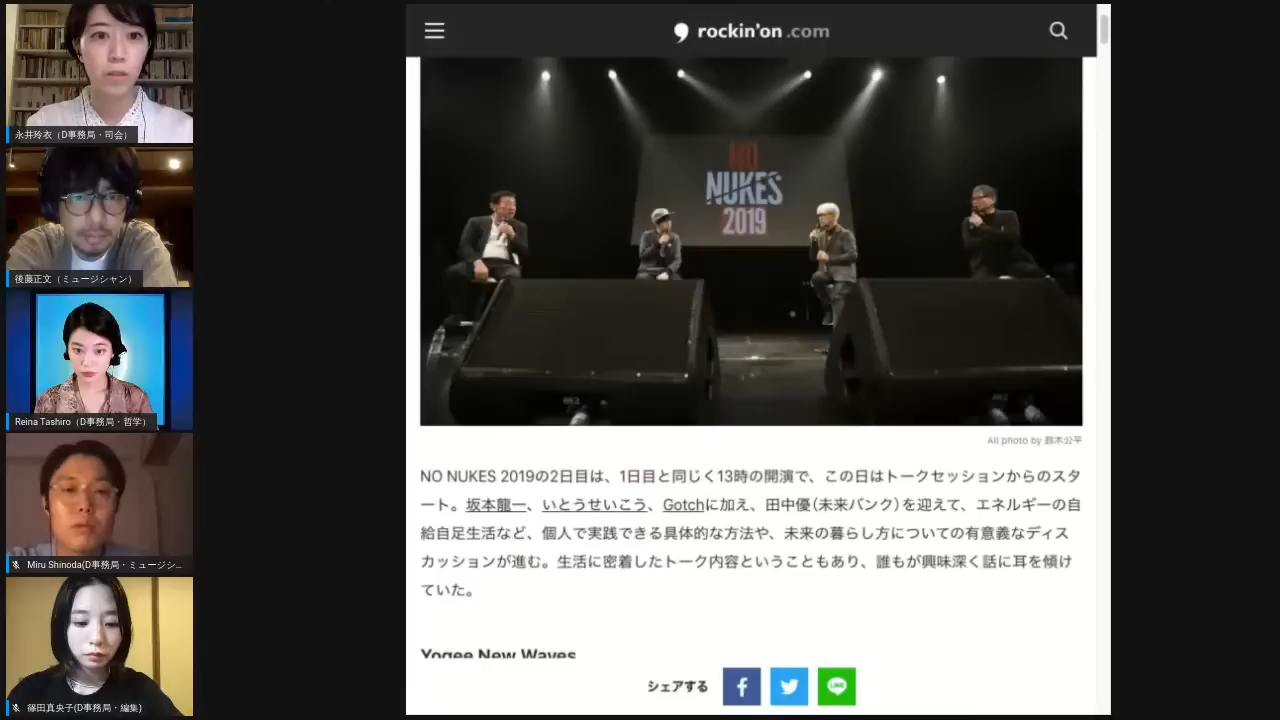 永井玲衣（D事務局・司会）
後藤正文（ミュージシャン）
Reina Tashiro（D事務局・哲学）
Miru Shinoda(D事務局・ミュージシ...
篠田真央子(D事務局・編集)
rockin'on.com
NO
NUKES
2019
All photo by 鈴木公平
NO NUKES 2019の2日目は、1日目と同じく13時の開演で、この日はトークセッションからのスタ
ート。坂本龍一、いとうせいこう、Gotchに加え、田中優（未来バンク）を迎えて、エネルギーの自
給自足生活など、個人で実践できる具体的な方法や、未来の暮らし方についての有意義なディス
カッションが進む。生活に密着したトーク内容ということもあり、誰もが興味深く話に耳を傾け
ていた。
Yogee New Waves
シェアする
LINE